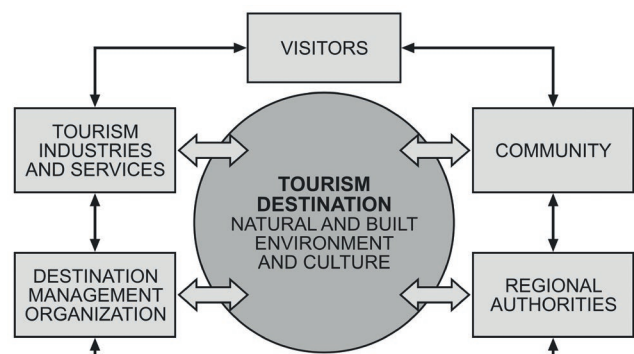 VISITORS
TOURISM
INDUSTRIES
AND SERVICES
COMMUNITY
TOURISM
DESTINATION
NATURAL AND BUILT
ENVIRONMENT
AND CULTURE
DESTINATION
MANAGEMENT
ORGANIZATION
REGIONAL
AUTHORITIES